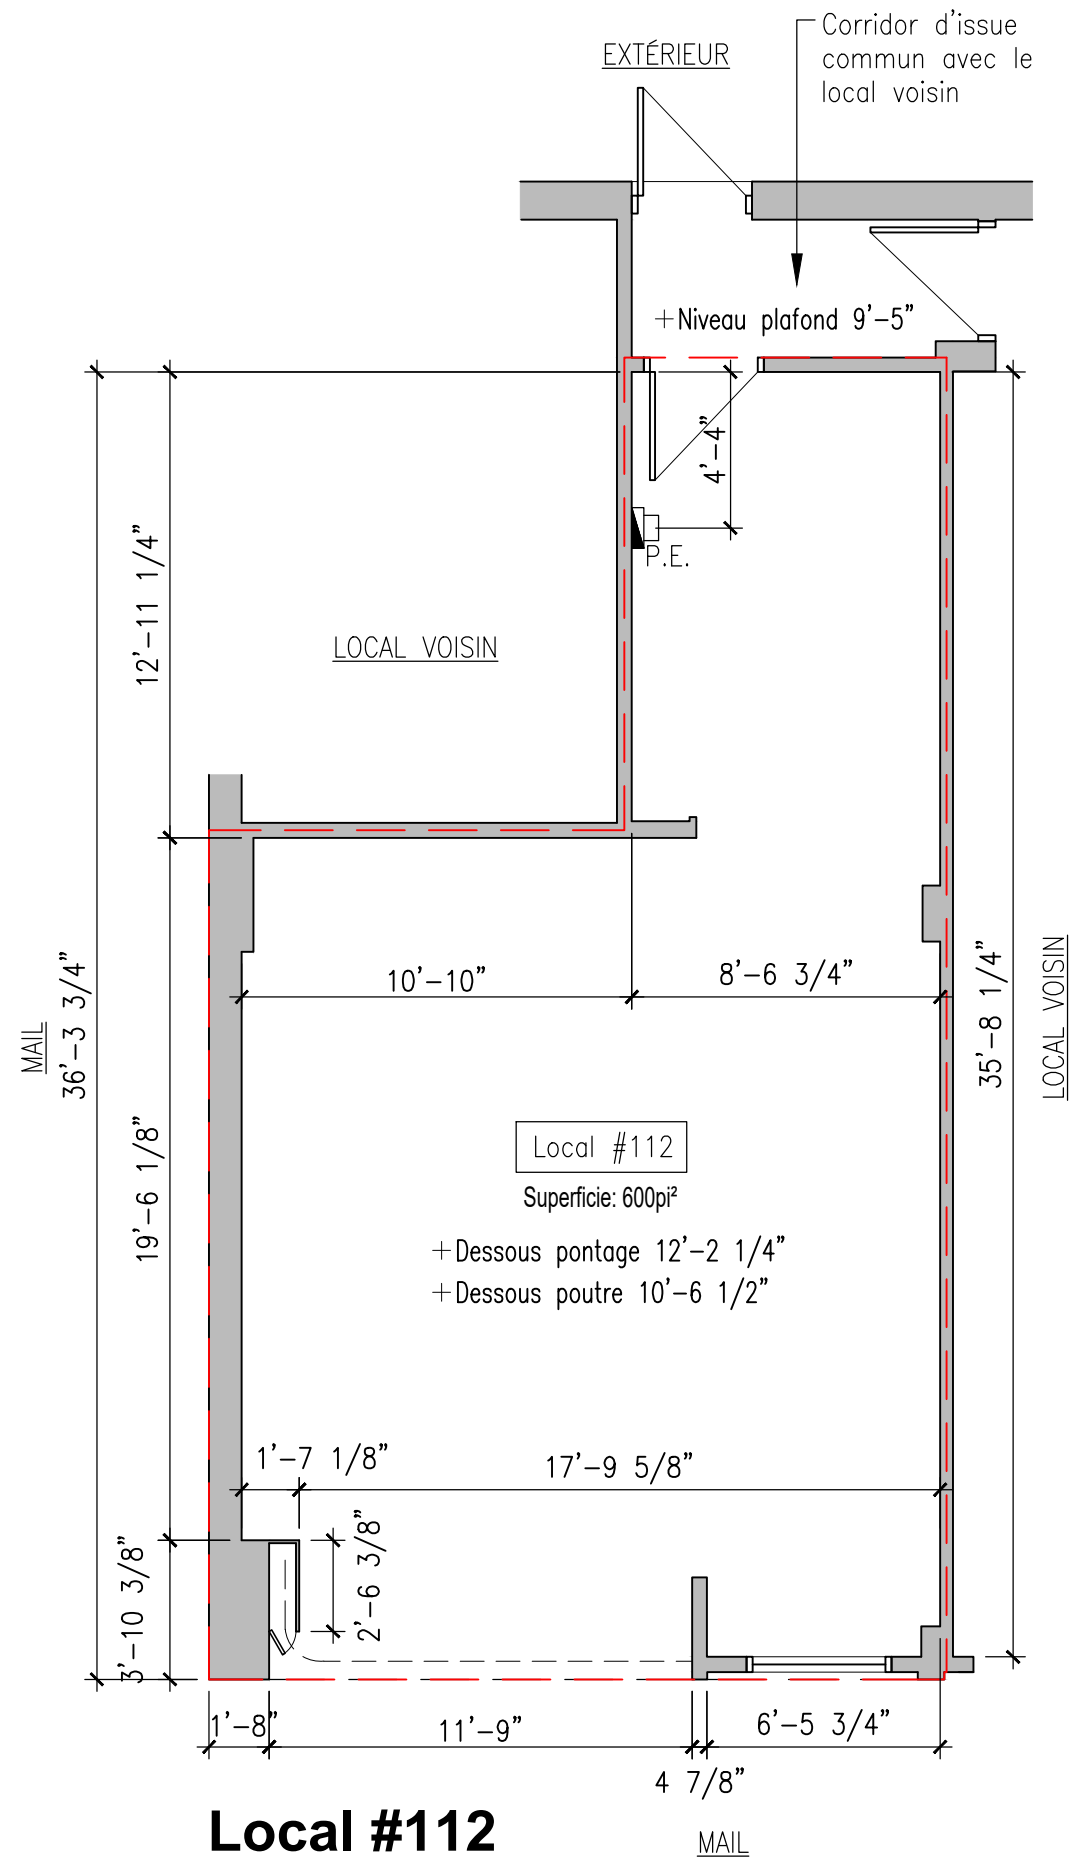 EXTÉRIEUR
Corridor d'issue
commun avec le
local voisin
+Niveau plafond 9'-5"
4'-4"
P.E.
12'-11 1/4"
LOCAL VOISIN
10'-10"
8'-6 3/4"
MAIL
36'-3 3/4"
35'-8 1/4"
LOCAL VOISIN
19'-6 1/8"
Local #112
Superficie: 600pi²
+Dessous pontage 12'-2 1/4"
+Dessous poutre 10'-6 1/2"
1'-7 1/8"
17'-9 5/8"
3'-10 3/8"
2'-6 3/8"
1'-8"
11'-9"
6'-5 3/4"
4 7/8"
Local #112
MAIL